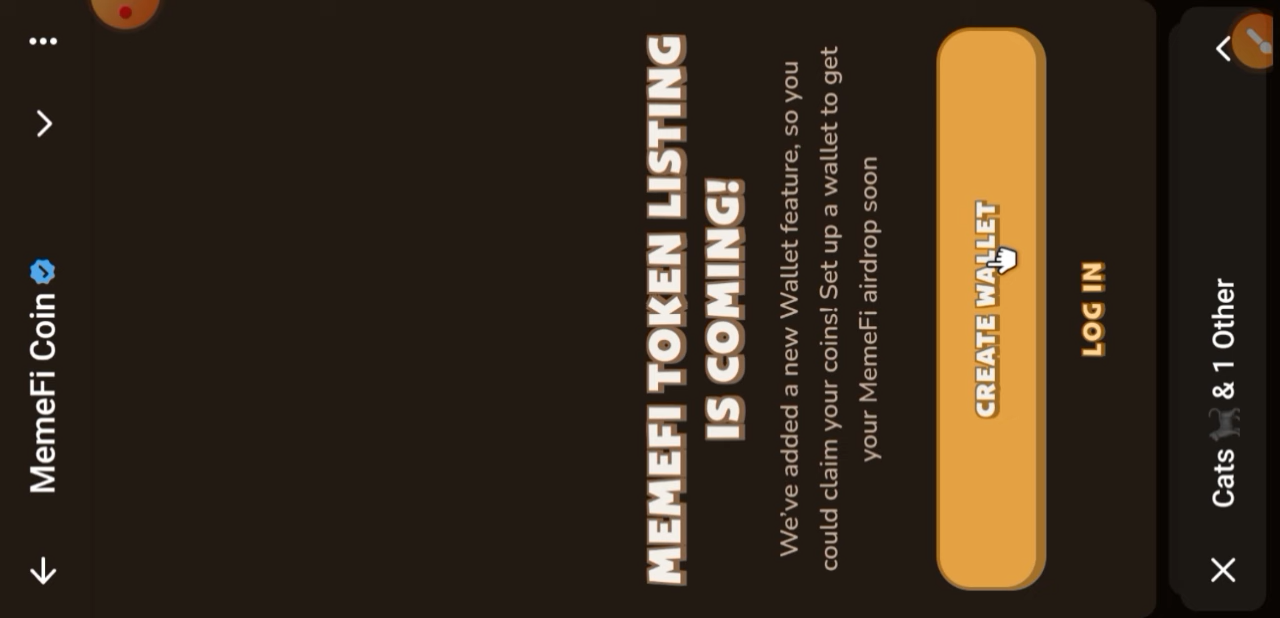 MemeFi Coin
MEMEFI TOKEN LISTING
IS COMING!
We've added a new Wallet feature, so you
could claim your coins! Set up a wallet to get
your MemeFi airdrop soon
CREATE WALLET
LOG IN
Cats 🐈‍⬛ & 1 Other